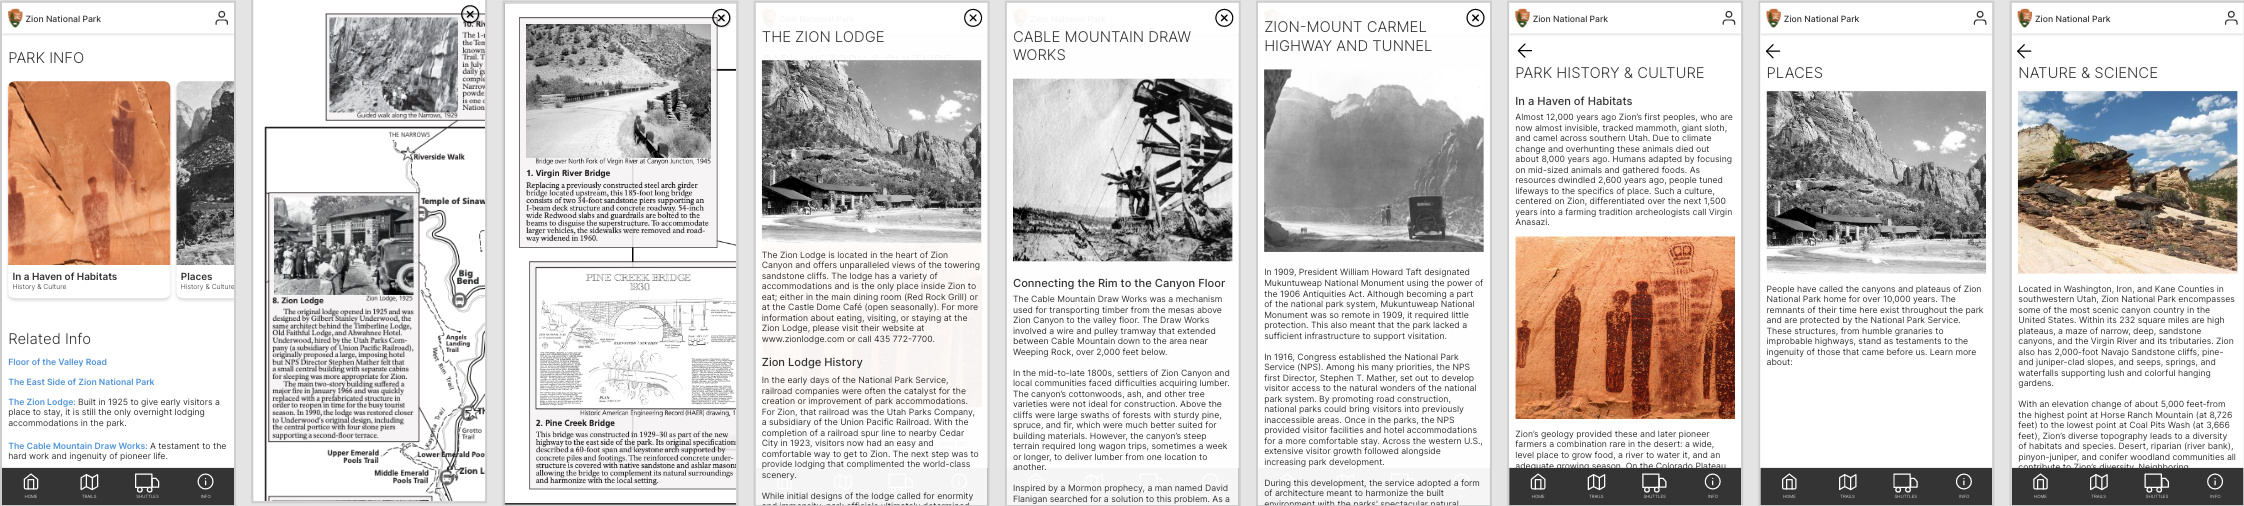 Zion National Park
PARK INFO
In a Haven of Habitats
History & Culture
Places
History & Culture
Related Info
Floor of the Valley Road
The East Side of Zion National Park
The Zion Lodge: Built in 1925 to give early visitors a
place to stay, it is still the only overnight lodging
accommodations in the park.
The Cable Mountain Draw Works: A testament to the
hard work and ingenuity of pioneer life.
HOME
TRAILS
SHUTTLES
INFO
Guided walk along the Narrows, 1929
THE NARROWS
Riverside Walk
Temple of Sinaw
Big
Bend
Zion Lodge, 1925
8. Zion Lodge
The original lodge opened in 1925 and was
designed by Gilbert Stanley Underwood, the
same architect behind the Timberline Lodge,
Old Faithful Lodge, and Ahwahnee Hotel.
Underwood, hired by the Utah Parks Com-
pany (a subsidiary of Union Pacific Railroad),
originally proposed a large, imposing hotel
but NPS Director Stephen Mather felt that
a small central building with separate cabins
for sleeping was more appropriate for Zion.
The main two-story building suffered a
major fire in January 1966 and was quickly
replaced with a prefabricated structure in
order to reopen in time for the busy tourist
season. In 1990, the lodge was restored closer
to Underwood's original design, including
the central portico with four stone piers
supporting a second-floor terrace.
Angels
Landing
Trail
Grotto
Trail
Upper Emerald
Pools Trail
Lower Emerald Poo
Middle Emerald
Pools Trail
Zion L
Bridge over North Fork of Virgin River at Canyon Junction, 1945
1. Virgin River Bridge
Replacing a previously constructed steel arch girder
bridge located upstream, this 185-foot long bridge
consists of two 34-foot sandstone piers supporting an
I-beam deck structure and concrete roadway. 54-inch
wide Redwood slabs and guardrails are bolted to the
beams to disguise the superstructure. To accommodate
larger vehicles, the sidewalks were removed and road-
way widened in 1960.
PINE CREEK BRIDGE
1930
Historic American Engineering Record (HAER) drawing, 1
2. Pine Creek Bridge
This bridge was constructed in 1929-30 as part of the new
highway to the east side of the park. Its original specification
described a 60-foot span and keystone arch supported by
concrete piles and footings. The reinforced concrete under-
structure is covered with native sandstone and ashlar mason
allowing the bridge to complement its natural surroundings
and harmonize with the local setting.
THE ZION LODGE
The Zion Lodge is located in the heart of Zion
Canyon and offers unparalleled views of the towering
sandstone cliffs. The lodge has a variety of
accommodations and is the only place inside Zion to
eat; either in the main dining room (Red Rock Grill) or
at the Castle Dome Café (open seasonally). For more
information about eating, visiting, or staying at the
Zion Lodge, please visit their website at
www.zionlodge.com or call 435 772-7700.
Zion Lodge History
In the early days of the National Park Service,
railroad companies were often the catalyst for the
creation or improvement of park accommodations.
For Zion, that railroad was the Utah Parks Company,
a subsidiary of the Union Pacific Railroad. With the
completion of a railroad spur line to nearby Cedar
City in 1923, visitors now had an easy and
comfortable way to get to Zion. The next step was to
provide lodging that complimented the world-class
scenery.
While initial designs of the lodge called for enormity
and immensity, park officials ultimately determined
CABLE MOUNTAIN DRAW
WORKS
Connecting the Rim to the Canyon Floor
The Cable Mountain Draw Works was a mechanism
used for transporting timber from the mesas above
Zion Canyon to the valley floor. The Draw Works
involved a wire and pulley tramway that extended
between Cable Mountain down to the area near
Weeping Rock, over 2,000 feet below.
In the mid-to-late 1800s, settlers of Zion Canyon and
local communities faced difficulties acquiring lumber.
The canyon's cottonwoods, ash, and other tree
varieties were not ideal for construction. Above the
cliffs were large swaths of forests with sturdy pine,
spruce, and fir, which were much better suited for
building materials. However, the canyon's steep
terrain required long wagon trips, sometimes a week
or longer, to deliver lumber from one location to
another.
Inspired by a Mormon prophecy, a man named David
Flanigan searched for a solution to this problem. As a
ZION-MOUNT CARMEL
HIGHWAY AND TUNNEL
In 1909, President William Howard Taft designated
Mukuntuweap National Monument using the power of
the 1906 Antiquities Act. Although becoming a part
of the national park system, Mukuntuweap National
Monument was so remote in 1909, it required little
protection. This also meant that the park lacked a
sufficient infrastructure to support visitation.
In 1916, Congress established the National Park
Service (NPS). Among his many priorities, the NPS
first Director, Stephen T. Mather, set out to develop
visitor access to the natural wonders of the national
park system. By promoting road construction,
national parks could bring visitors into previously
inaccessible areas. Once in the parks, the NPS
provided visitor facilities and hotel accommodations
for a more comfortable stay. Across the western U.S.,
extensive visitor growth followed alongside
increasing park development.
During this development, the service adopted a form
of architecture meant to harmonize the built
environment with the parks' spectacular natural
Zion National Park
PARK HISTORY & CULTURE
In a Haven of Habitats
Almost 12,000 years ago Zion's first peoples, who are
now almost invisible, tracked mammoth, giant sloth,
and camel across southern Utah. Due to climate
change and overhunting these animals died out
about 8,000 years ago. Humans adapted by focusing
on mid-sized animals and gathered foods. As
resources dwindled 2,600 years ago, people tuned
lifeways to the specifics of place. Such a culture,
centered on Zion, differentiated over the next 1,500
years into a farming tradition archeologists call Virgin
Anasazi.
Zion's geology provided these and later pioneer
farmers a combination rare in the desert: a wide,
level place to grow food, a river to water it, and an
adequate growing season. On the Colorado Plateau
HOME
TRAILS
SHUTTLES
INFO
Zion National Park
PLACES
People have called the canyons and plateaus of Zion
National Park home for over 10,000 years. The
remnants of their time here exist throughout the park
and are protected by the National Park Service.
These structures, from humble granaries to
improbable highways, stand as testaments to the
ingenuity of those that came before us. Learn more
about:
HOME
TRAILS
SHUTTLES
INFO
Zion National Park
NATURE & SCIENCE
Located in Washington, Iron, and Kane Counties in
southwestern Utah, Zion National Park encompasses
some of the most scenic canyon country in the
United States. Within its 232 square miles are high
plateaus, a maze of narrow, deep, sandstone
canyons, and the Virgin River and its tributaries. Zion
also has 2,000-foot Navajo Sandstone cliffs, pine-
and juniper-clad slopes, and seeps, springs, and
waterfalls supporting lush and colorful hanging
gardens.
With an elevation change of about 5,000 feet-from
the highest point at Horse Ranch Mountain (at 8,726
feet) to the lowest point at Coal Pits Wash (at 3,666
feet), Zion's diverse topography leads to a diversity
of habitats and species. Desert, riparian (river bank),
pinyon-juniper, and conifer woodland communities all
contribute to Zion's diversity. Neighboring
HOME
TRAILS
SHUTTLES
INFO